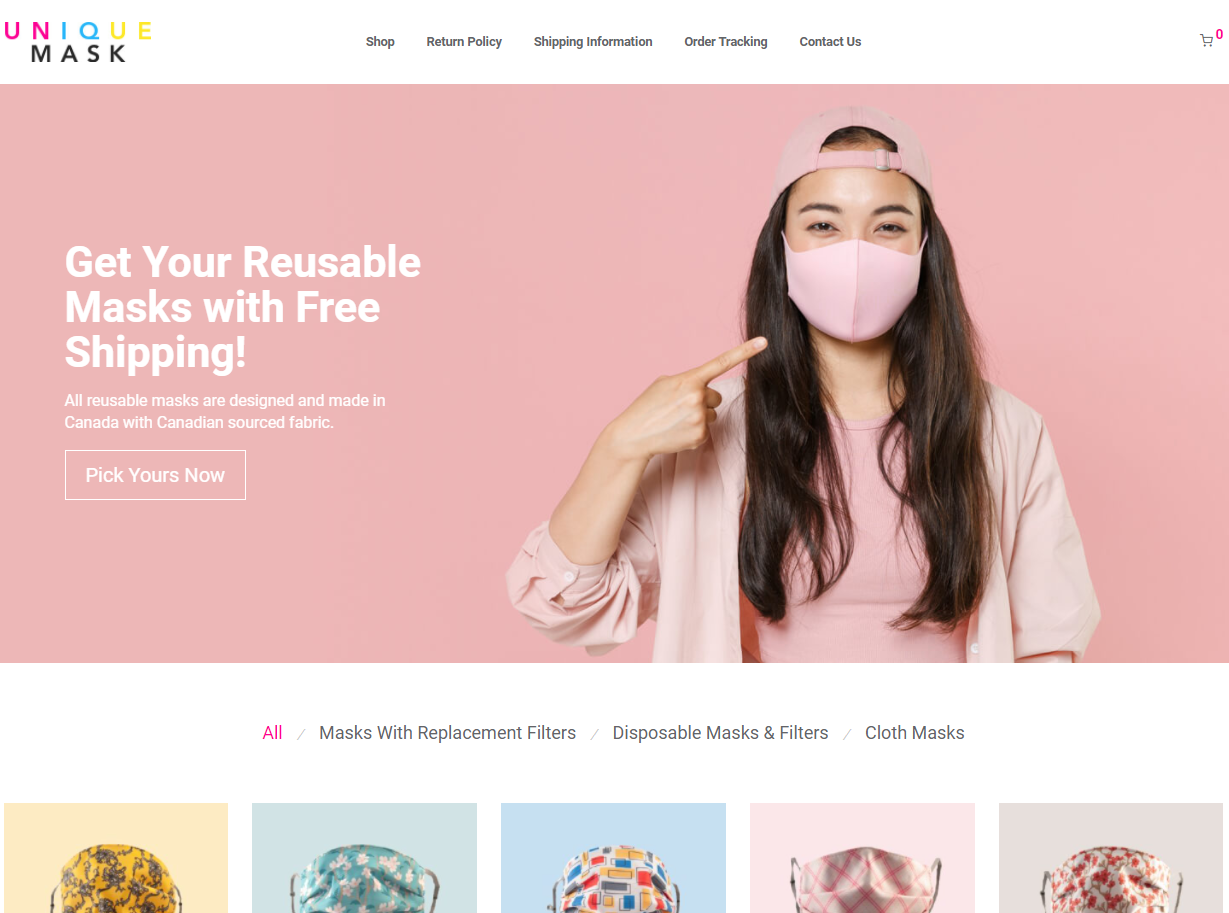 UNIQUE
MASK
Shop Return Policy Shipping Information Order Tracking Contact Us
0
Get Your Reusable
Masks with Free
Shipping!
All reusable masks are designed and made in
Canada with Canadian sourced fabric.
Pick Yours Now
All / Masks With Replacement Filters / Disposable Masks & Filters / Cloth Masks